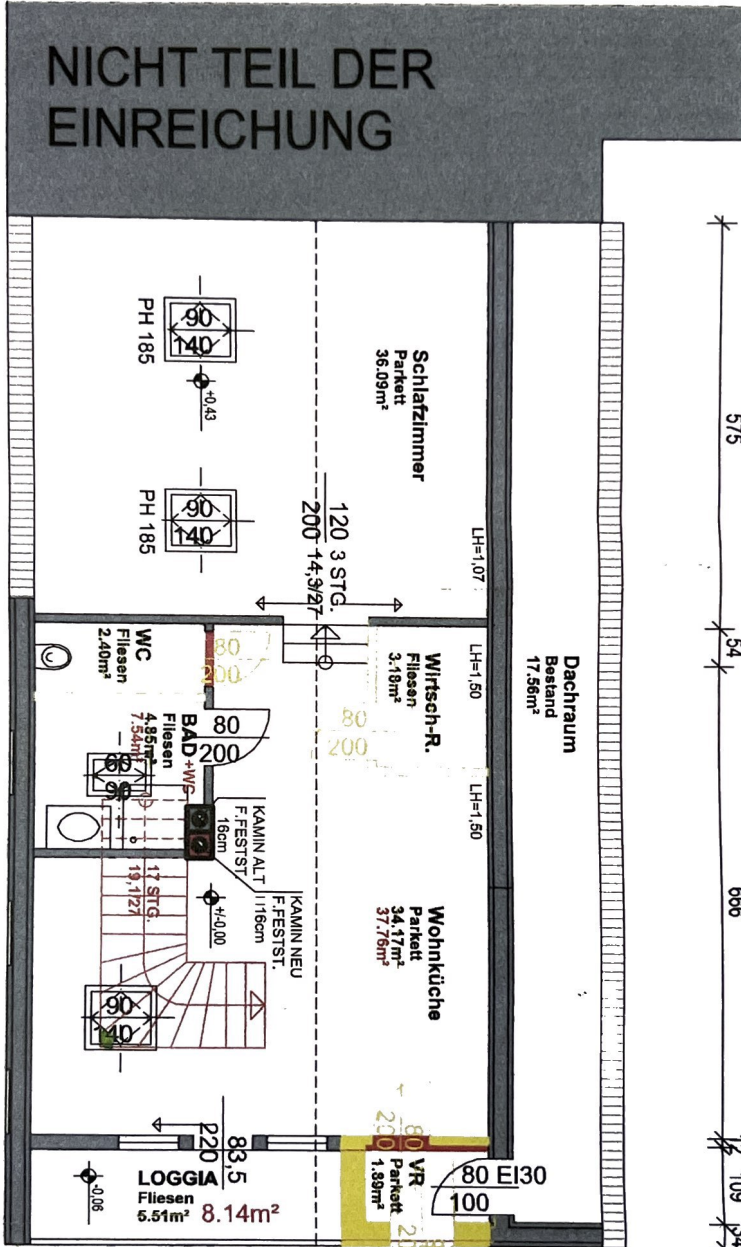 NICHT TEIL DER
EINREICHUNG
Schlafzimmer
Parkett
36.09m²
90
140
PH 185
+0,43
90
140
PH 185
120 3 STG.
200 14,3/27
LH=1,07
575
WC
Fliesen
2.40m²
80
200
Wirtsch-R.
Fliesen
3.18m²
LH=1,50
80
200
Dachraum
Bestand
17.56m²
54
BAD +WC
Fliesen
4.85m²
7.54m²
80
200
60
90
LH=1,50
KAMIN ALT
16cm
F.FESTST.
KAMIN NEU
16cm
F.FESTST.
17 STG.
19,1/27
+/-0,00
Wohnküche
Parkett
34.17m²
37.76m²
666
90
140
83,5
220
LOGGIA
Fliesen
5.51m² 8.14m²
-0,06
80
200
VR
Parkett
1.89m²
80 EI30
100
12
109
34